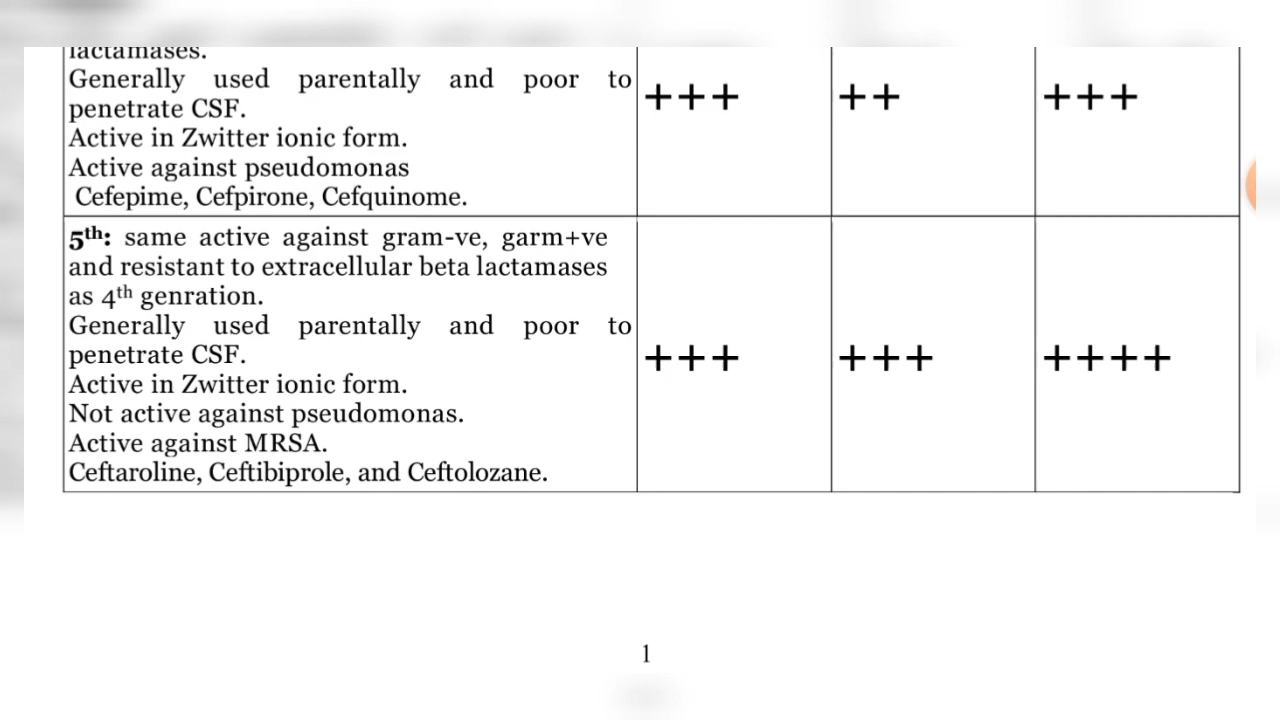 lactamases.
Generally used parentally and poor to
penetrate CSF.
Active in Zwitter ionic form.
Active against pseudomonas
Cefepime, Cefpirone, Cefquinome.
+++
++
+++
5th: same active against gram-ve, garm+ve
and resistant to extracellular beta lactamases
as 4th genration.
Generally used parentally and poor to
penetrate CSF.
Active in Zwitter ionic form.
Not active against pseudomonas.
Active against MRSA.
Ceftaroline, Ceftibiprole, and Ceftolozane.
+++
+++
++++
1